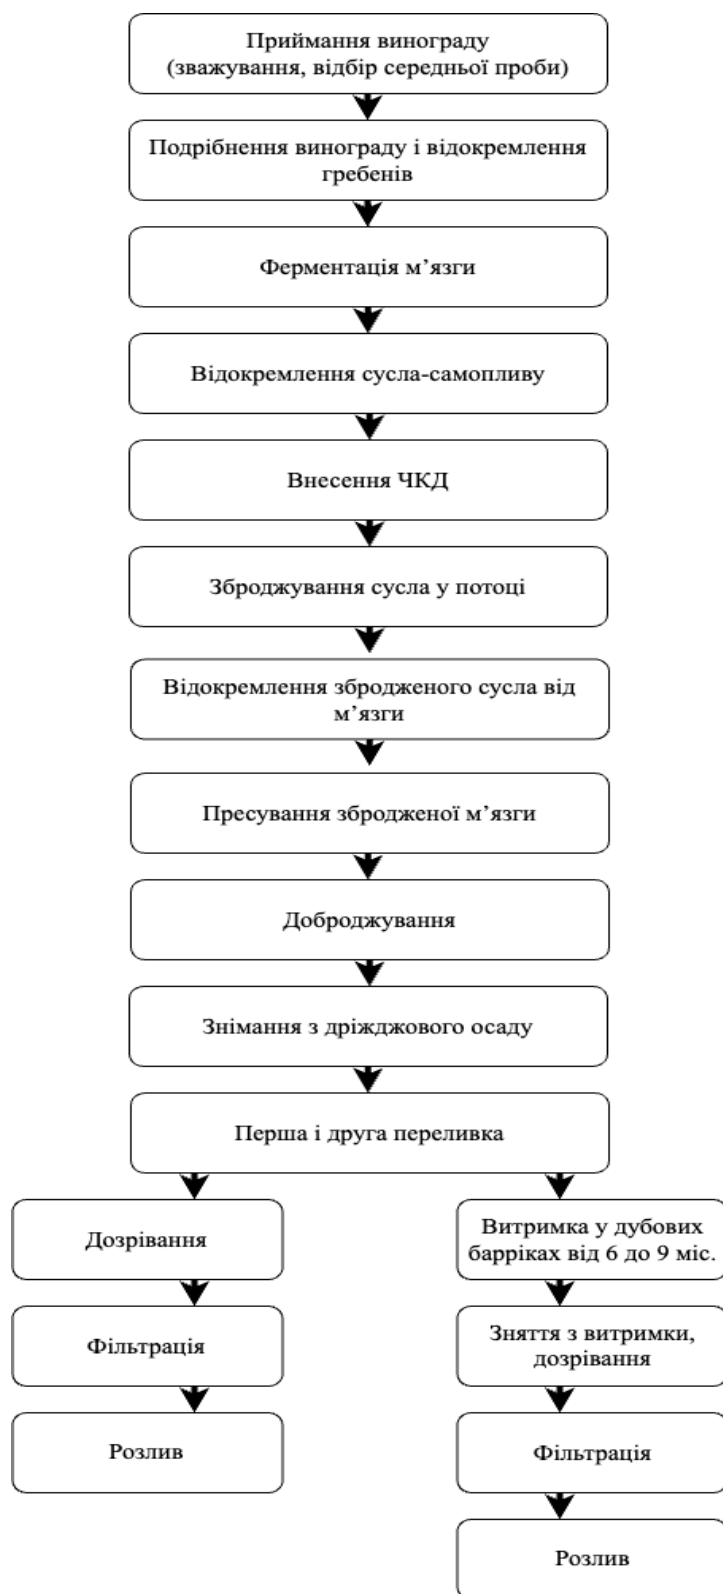 Приймання винограду
(зважування, відбір середньої проби)
Подрібнення винограду і відокремлення
гребенів
Ферментація м’язги
Відокремлення сусла-самопливу
Внесення ЧКД
Зброджування сусла у потоці
Відокремлення збродженого сусла від
м’язги
Пресування збродженої м’язги
Доброджування
Знімання з дріжджового осаду
Перша і друга переливка
Дозрівання
Фільтрація
Розлив
Витримка у дубових
барріках від 6 до 9 міс.
Зняття з витримки,
дозрівання
Фільтрація
Розлив